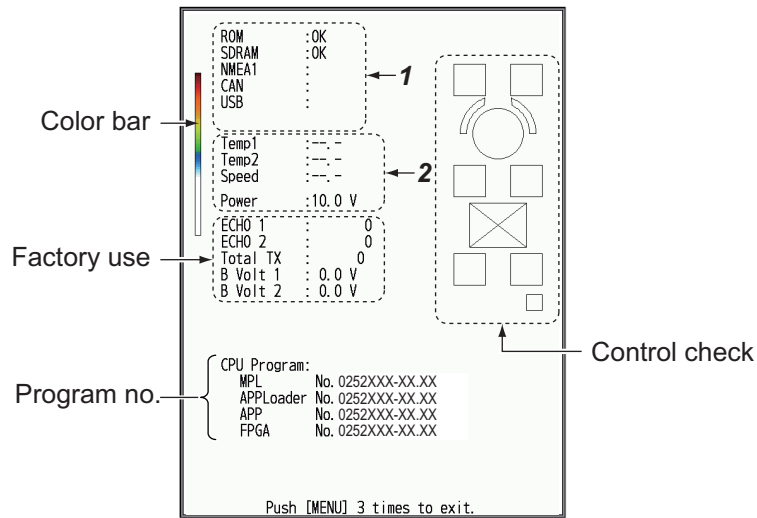 ROM :OK
SDRAM :OK
NMEA1 :
CAN :
USB :
1
Color bar
Temp1 :--.-
Temp2 :--.-
Speed :--.-
2
Power :10.0 V
ECHO 1 : 0
ECHO 2 : 0
Factory use
Total TX : 0
B Volt 1 : 0.0 V
B Volt 2 : 0.0 V
Control check
CPU Program:
Program no.
MPL No. 0252XXX-XX.XX
APPLoader No. 0252XXX-XX.XX
APP No. 0252XXX-XX.XX
FPGA No. 0252XXX-XX.XX
Push [MENU] 3 times to exit.